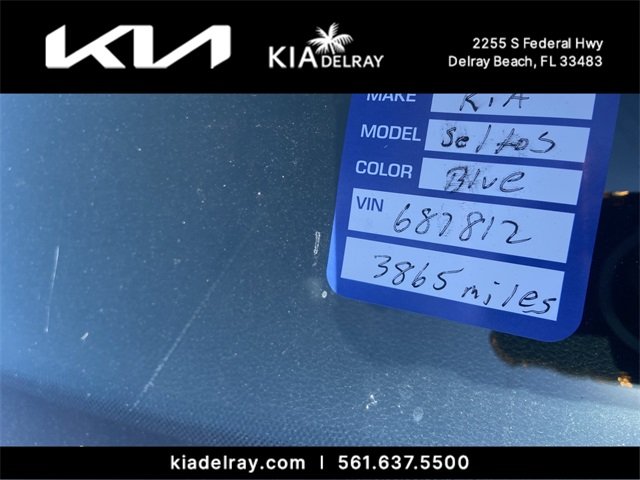 KIA
KIA DELRAY
2255 S Federal Hwy
Delray Beach, FL 33483
MAKE KIA
MODEL Seltos
COLOR Blue
VIN 687812
3865 miles
kiadelray.com | 561.637.5500